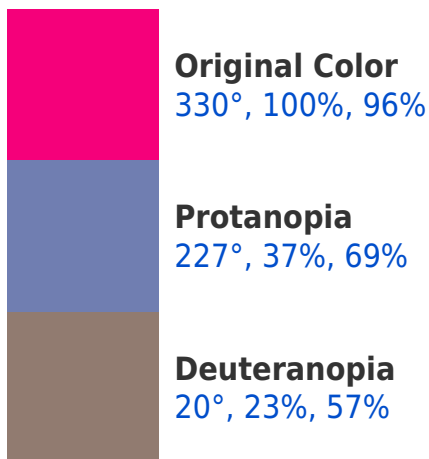 Original Color
330°, 100%, 96%
Protanopia
227°, 37%, 69%
Deuteranopia
20°, 23%, 57%